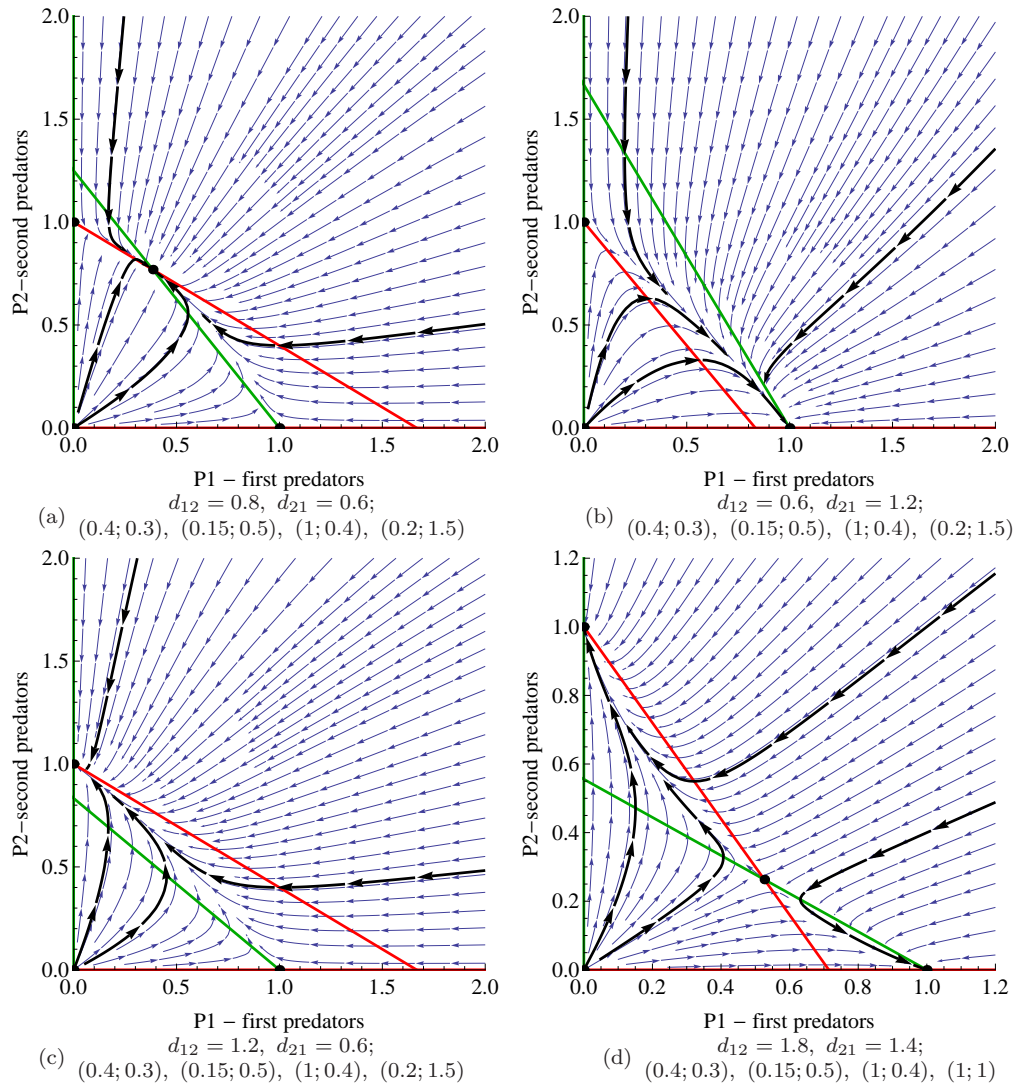 2.0
1.5
1.0
0.5
0.0
0.0 0.5 1.0 1.5 2.0
P2−second predators
P1 − first predators
(a) d12 = 0.8, d21 = 0.6;
(0.4; 0.3), (0.15; 0.5), (1; 0.4), (0.2; 1.5)
2.0
1.5
1.0
0.5
0.0
0.0 0.5 1.0 1.5 2.0
P2−second predators
P1 − first predators
(b) d12 = 0.6, d21 = 1.2;
(0.4; 0.3), (0.15; 0.5), (1; 0.4), (0.2; 1.5)
2.0
1.5
1.0
0.5
0.0
0.0 0.5 1.0 1.5 2.0
P2−second predators
P1 − first predators
(c) d12 = 1.2, d21 = 0.6;
(0.4; 0.3), (0.15; 0.5), (1; 0.4), (0.2; 1.5)
1.2
1.0
0.8
0.6
0.4
0.2
0.0
0.0 0.2 0.4 0.6 0.8 1.0 1.2
P2−second predators
P1 − first predators
(d) d12 = 1.8, d21 = 1.4;
(0.4; 0.3), (0.15; 0.5), (1; 0.4), (1; 1)